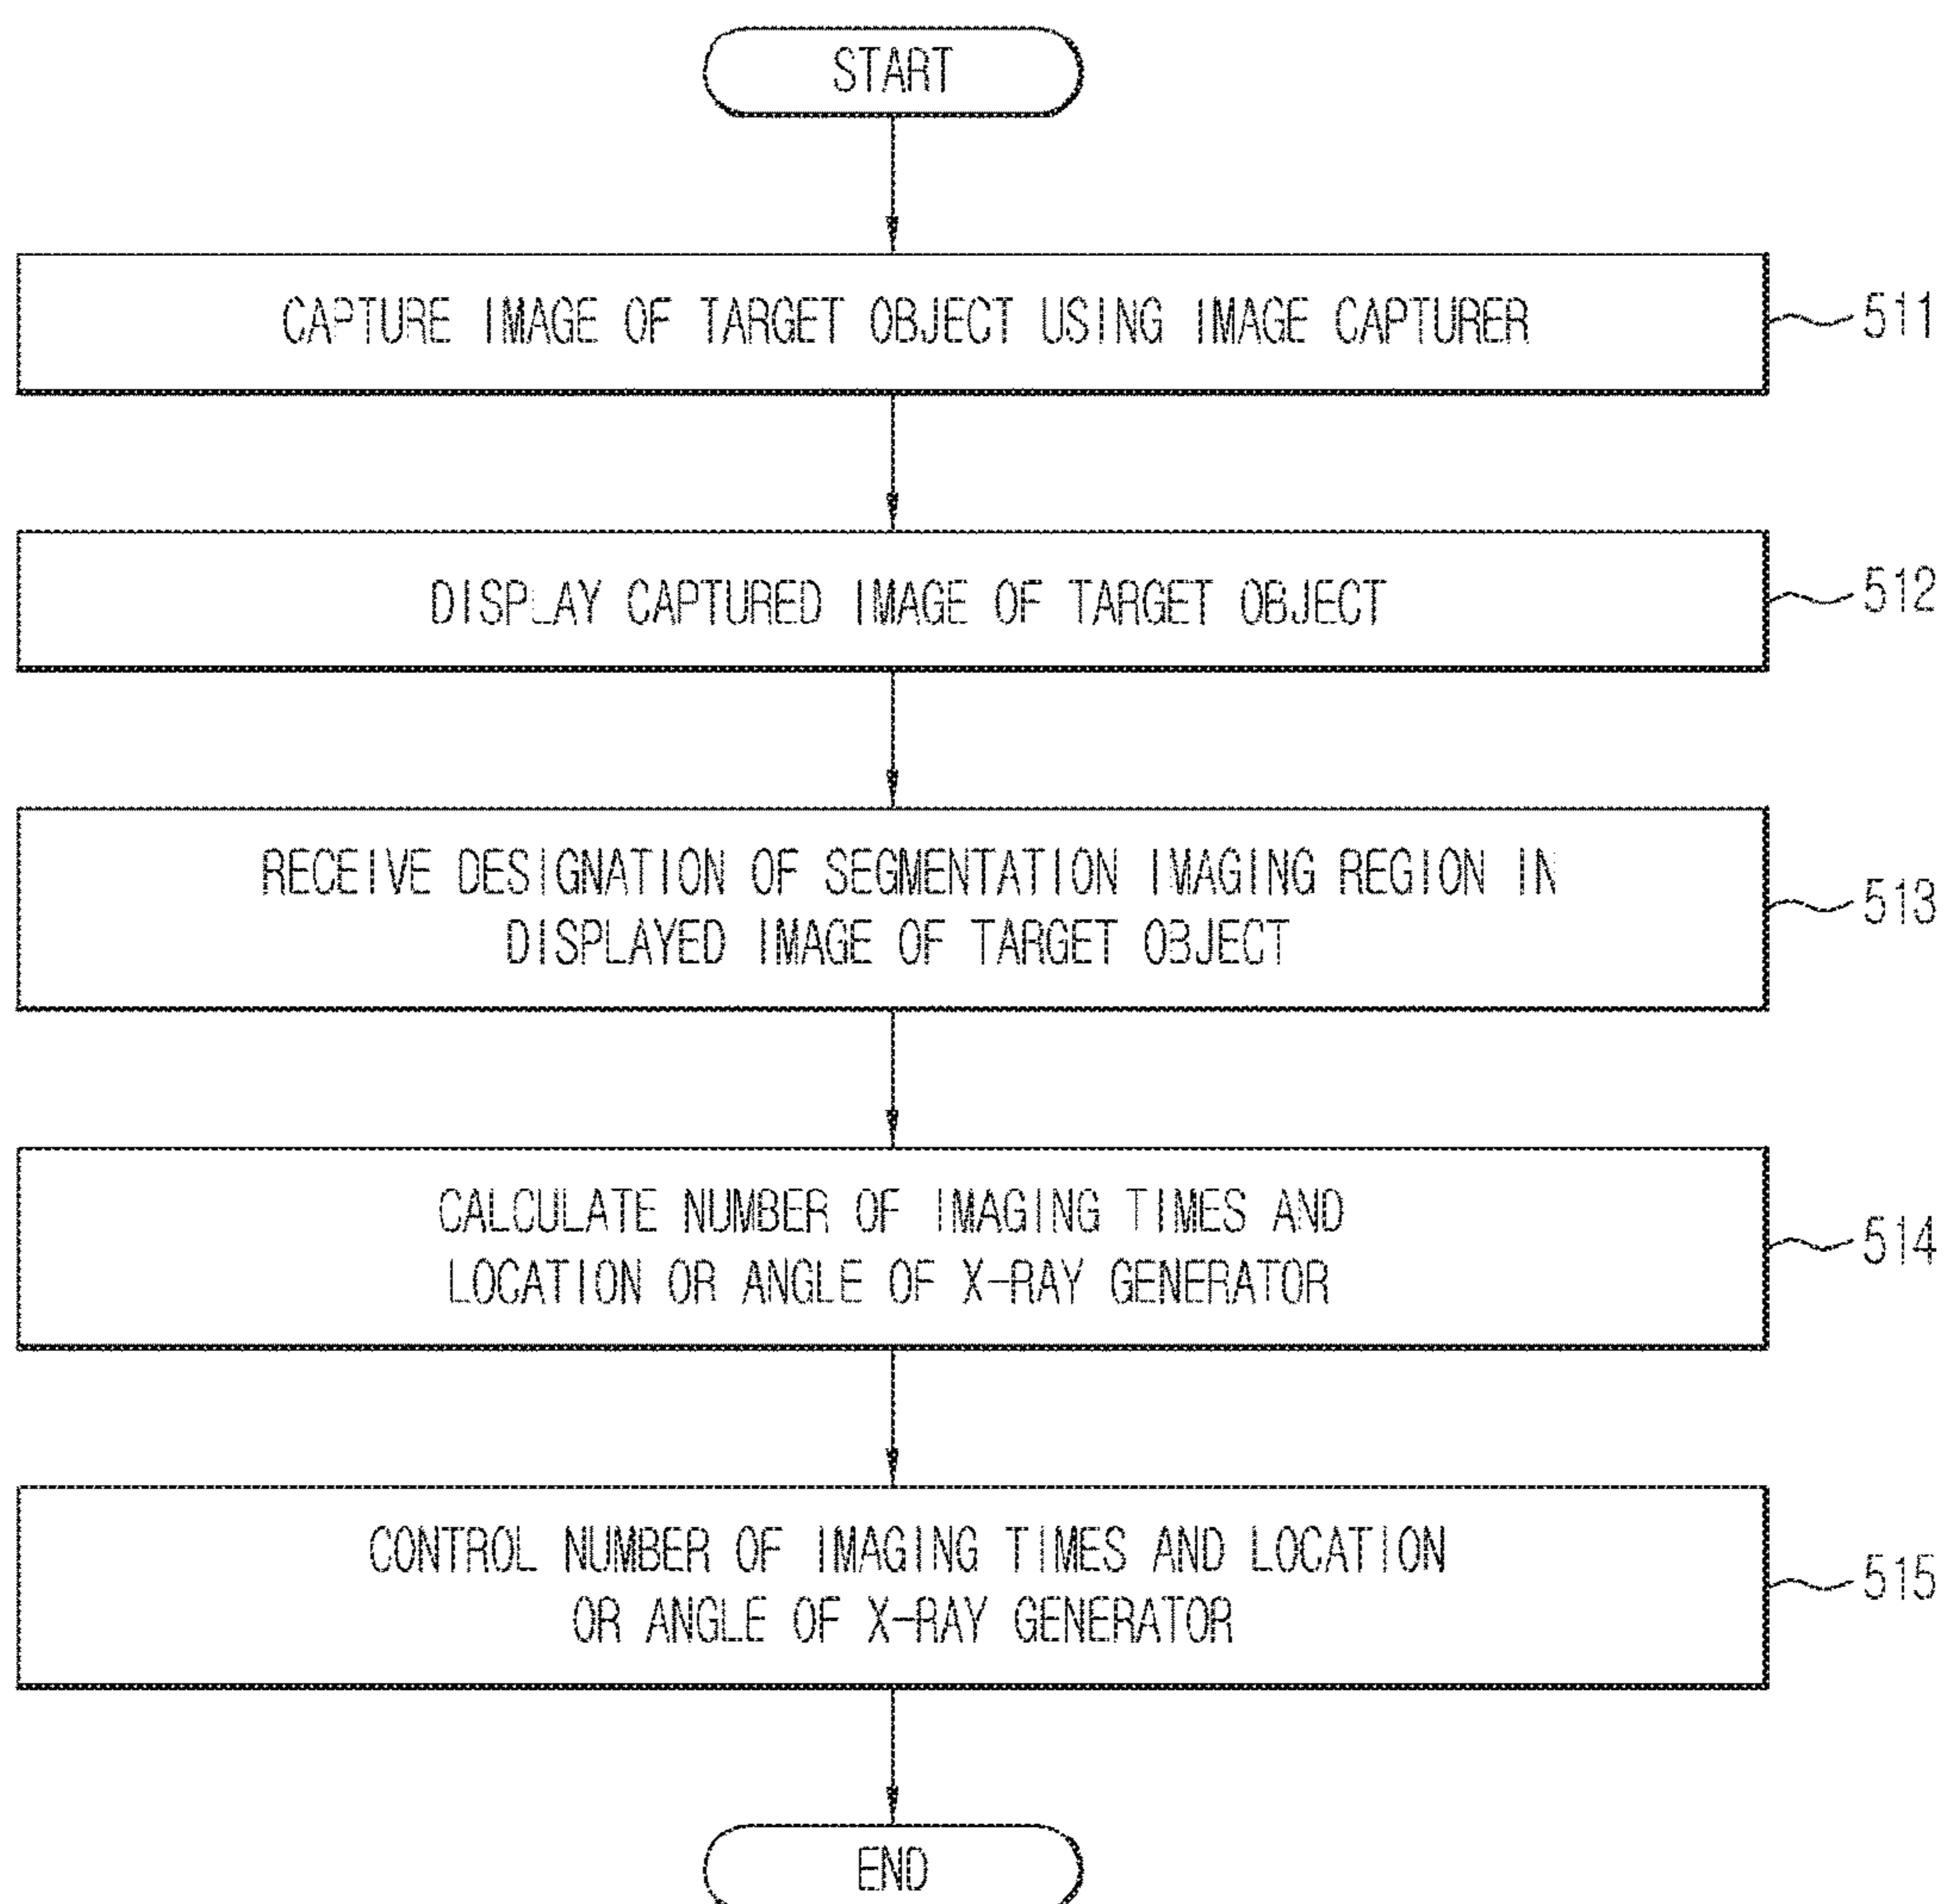 START
CAPTURE IMAGE OF TARGET OBJECT USING IMAGE CAPTURER
511
DISPLAY CAPTURED IMAGE OF TARGET OBJECT
512
RECEIVE DESIGNATION OF SEGMENTATION IMAGING REGION IN
DISPLAYED IMAGE OF TARGET OBJECT
513
CALCULATE NUMBER OF IMAGING TIMES AND
LOCATION OR ANGLE OF X-RAY GENERATOR
514
CONTROL NUMBER OF IMAGING TIMES AND LOCATION
OR ANGLE OF X-RAY GENERATOR
515
END